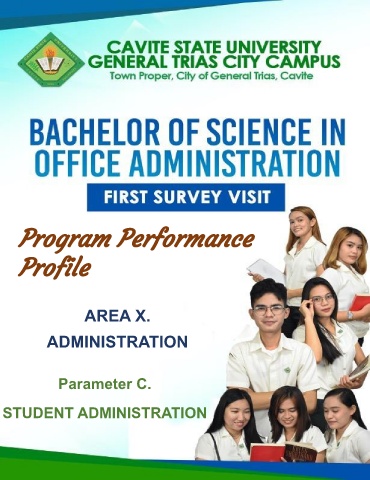 CAVITE STATE UNIVERSITY
GENERAL TRIAS CITY CAMPUS
Town Proper, City of General Trias, Cavite
BACHELOR OF SCIENCE IN
OFFICE ADMINISTRATION
FIRST SURVEY VISIT
Program Performance
Profile
AREA X.
ADMINISTRATION
Parameter C.
STUDENT ADMINISTRATION